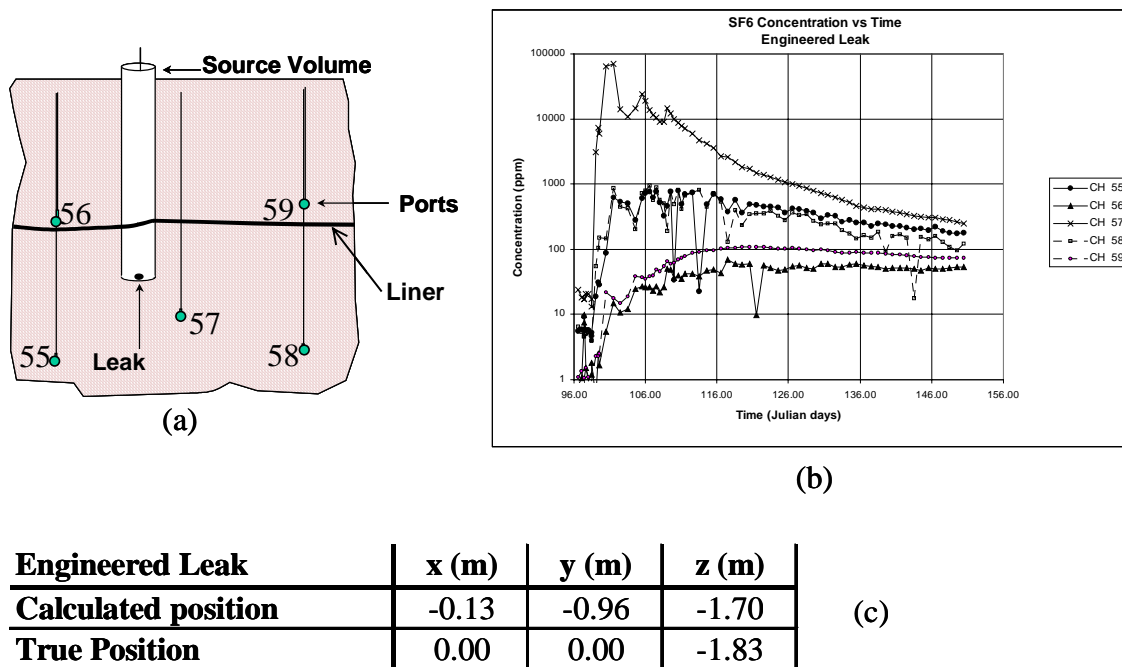 Source Volume
56
59
Ports
Liner
57
55
Leak
58
(a)
SF6 Concentration vs Time
Engineered Leak
Concentration (ppm)
100000
10000
1000
100
10
1
96.00 106.00 116.00 126.00 136.00 146.00 156.00
Time (Julian days)
CH 55
CH 56
CH 57
CH 58
CH 59
(b)
Engineered Leak x (m) y (m) z (m)
Calculated position -0.13 -0.96 -1.70
True Position 0.00 0.00 -1.83
(c)